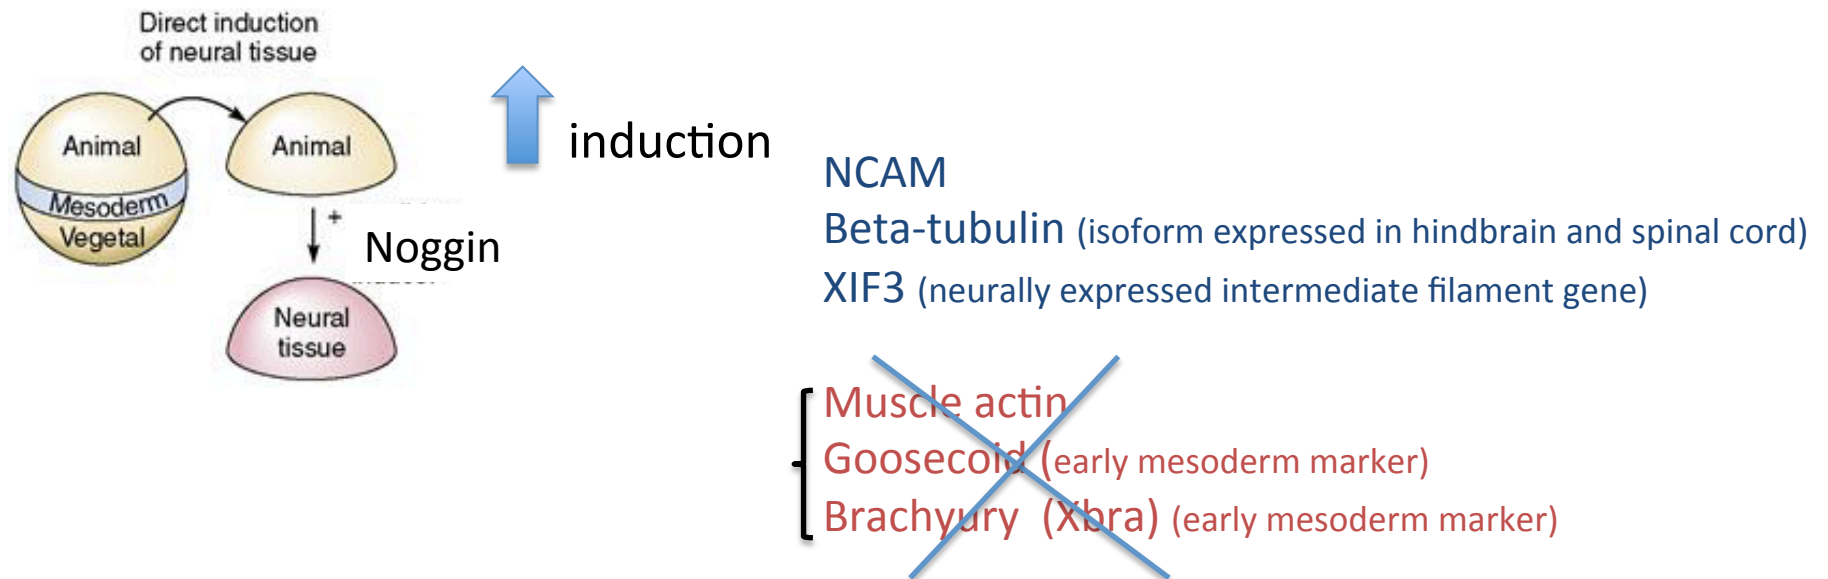 Direct induction
of neural tissue
Animal
Mesoderm
Vegetal
Animal
+
Noggin
Neural
tissue
induction
NCAM
Beta-tubulin (isoform expressed in hindbrain and spinal cord)
XIF3 (neurally expressed intermediate filament gene)
Muscle actin
Goosecoid (early mesoderm marker)
Brachyury (Xbra) (early mesoderm marker)